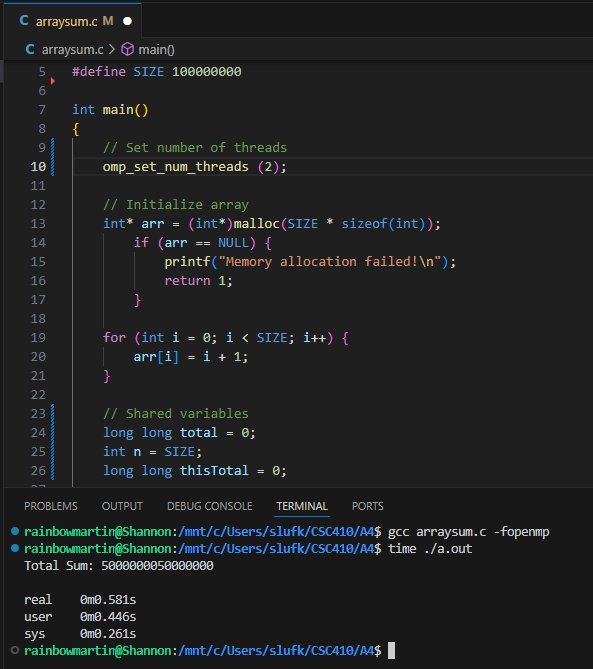 C arraysum.c M
C arraysum.c > main()
5 #define SIZE 100000000
6
7 int main()
8 {
9 // Set number of threads
10 omp_set_num_threads (2);
11
12 // Initialize array
13 int* arr = (int*)malloc(SIZE * sizeof(int));
14 if (arr == NULL) {
15 printf("Memory allocation failed!\n");
16 return 1;
17 }
18
19 for (int i = 0; i < SIZE; i++) {
20 arr[i] = i + 1;
21 }
22
23 // Shared variables
24 long long total = 0;
25 int n = SIZE;
26 long long thisTotal = 0;
PROBLEMS OUTPUT DEBUG CONSOLE TERMINAL PORTS
rainbowmartin@Shannon:/mnt/c/Users/slufk/CSC410/A4$ gcc arraysum.c -fopenmp
rainbowmartin@Shannon:/mnt/c/Users/slufk/CSC410/A4$ time ./a.out
Total Sum: 5000000050000000
real 0m0.581s
user 0m0.446s
sys 0m0.261s
rainbowmartin@Shannon:/mnt/c/Users/slufk/CSC410/A4$